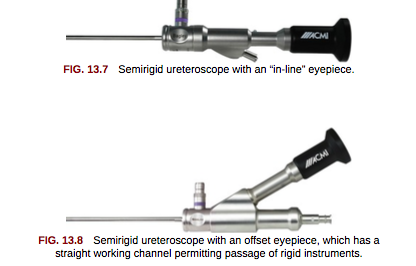 ACMI
FIG. 13.7 Semirigid ureteroscope with an “in-line” eyepiece.
ACMI
FIG. 13.8 Semirigid ureteroscope with an offset eyepiece, which has a
straight working channel permitting passage of rigid instruments.